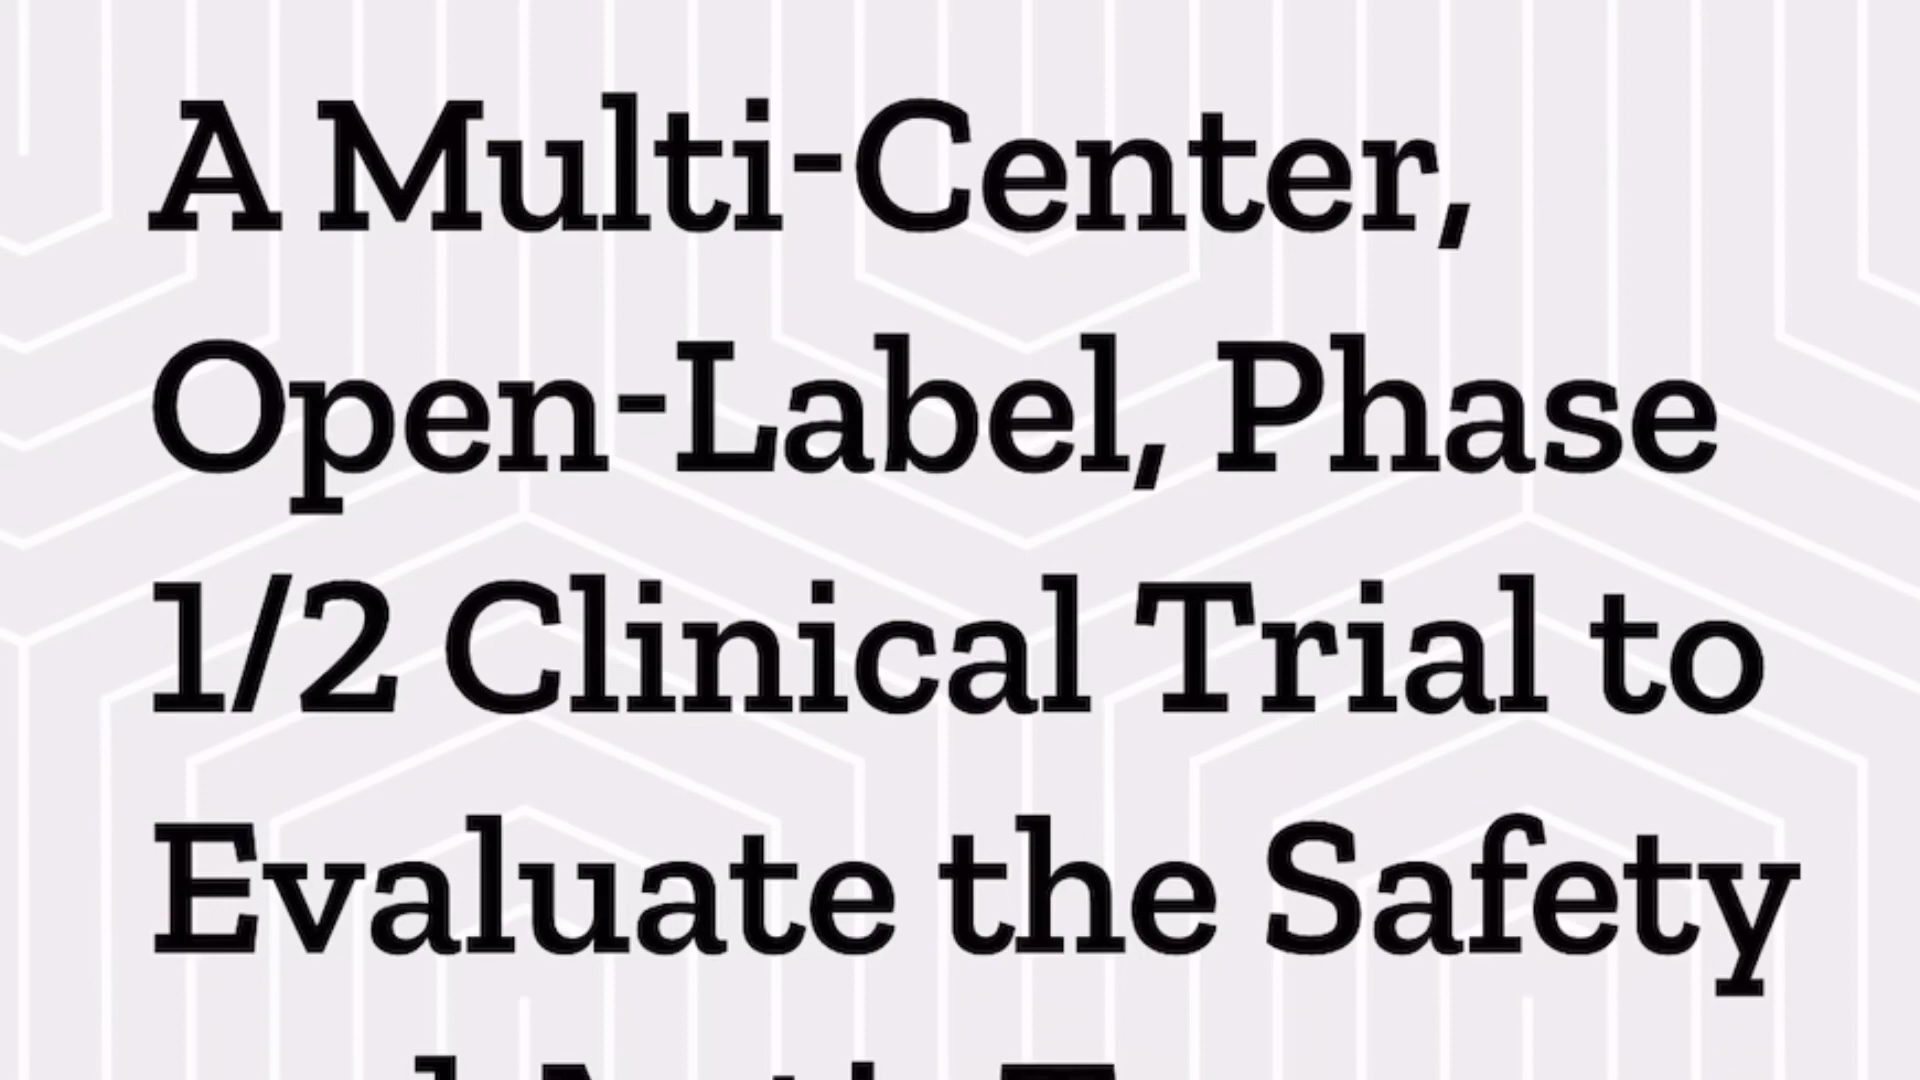 A Multi-Center,
Open-Label, Phase
1/2 Clinical Trial to
Evaluate the Safety